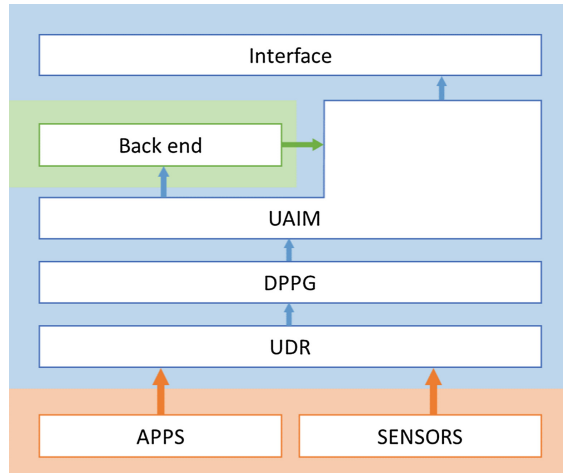 Interface
Back end
UAIM
DPPG
UDR
APPS
SENSORS